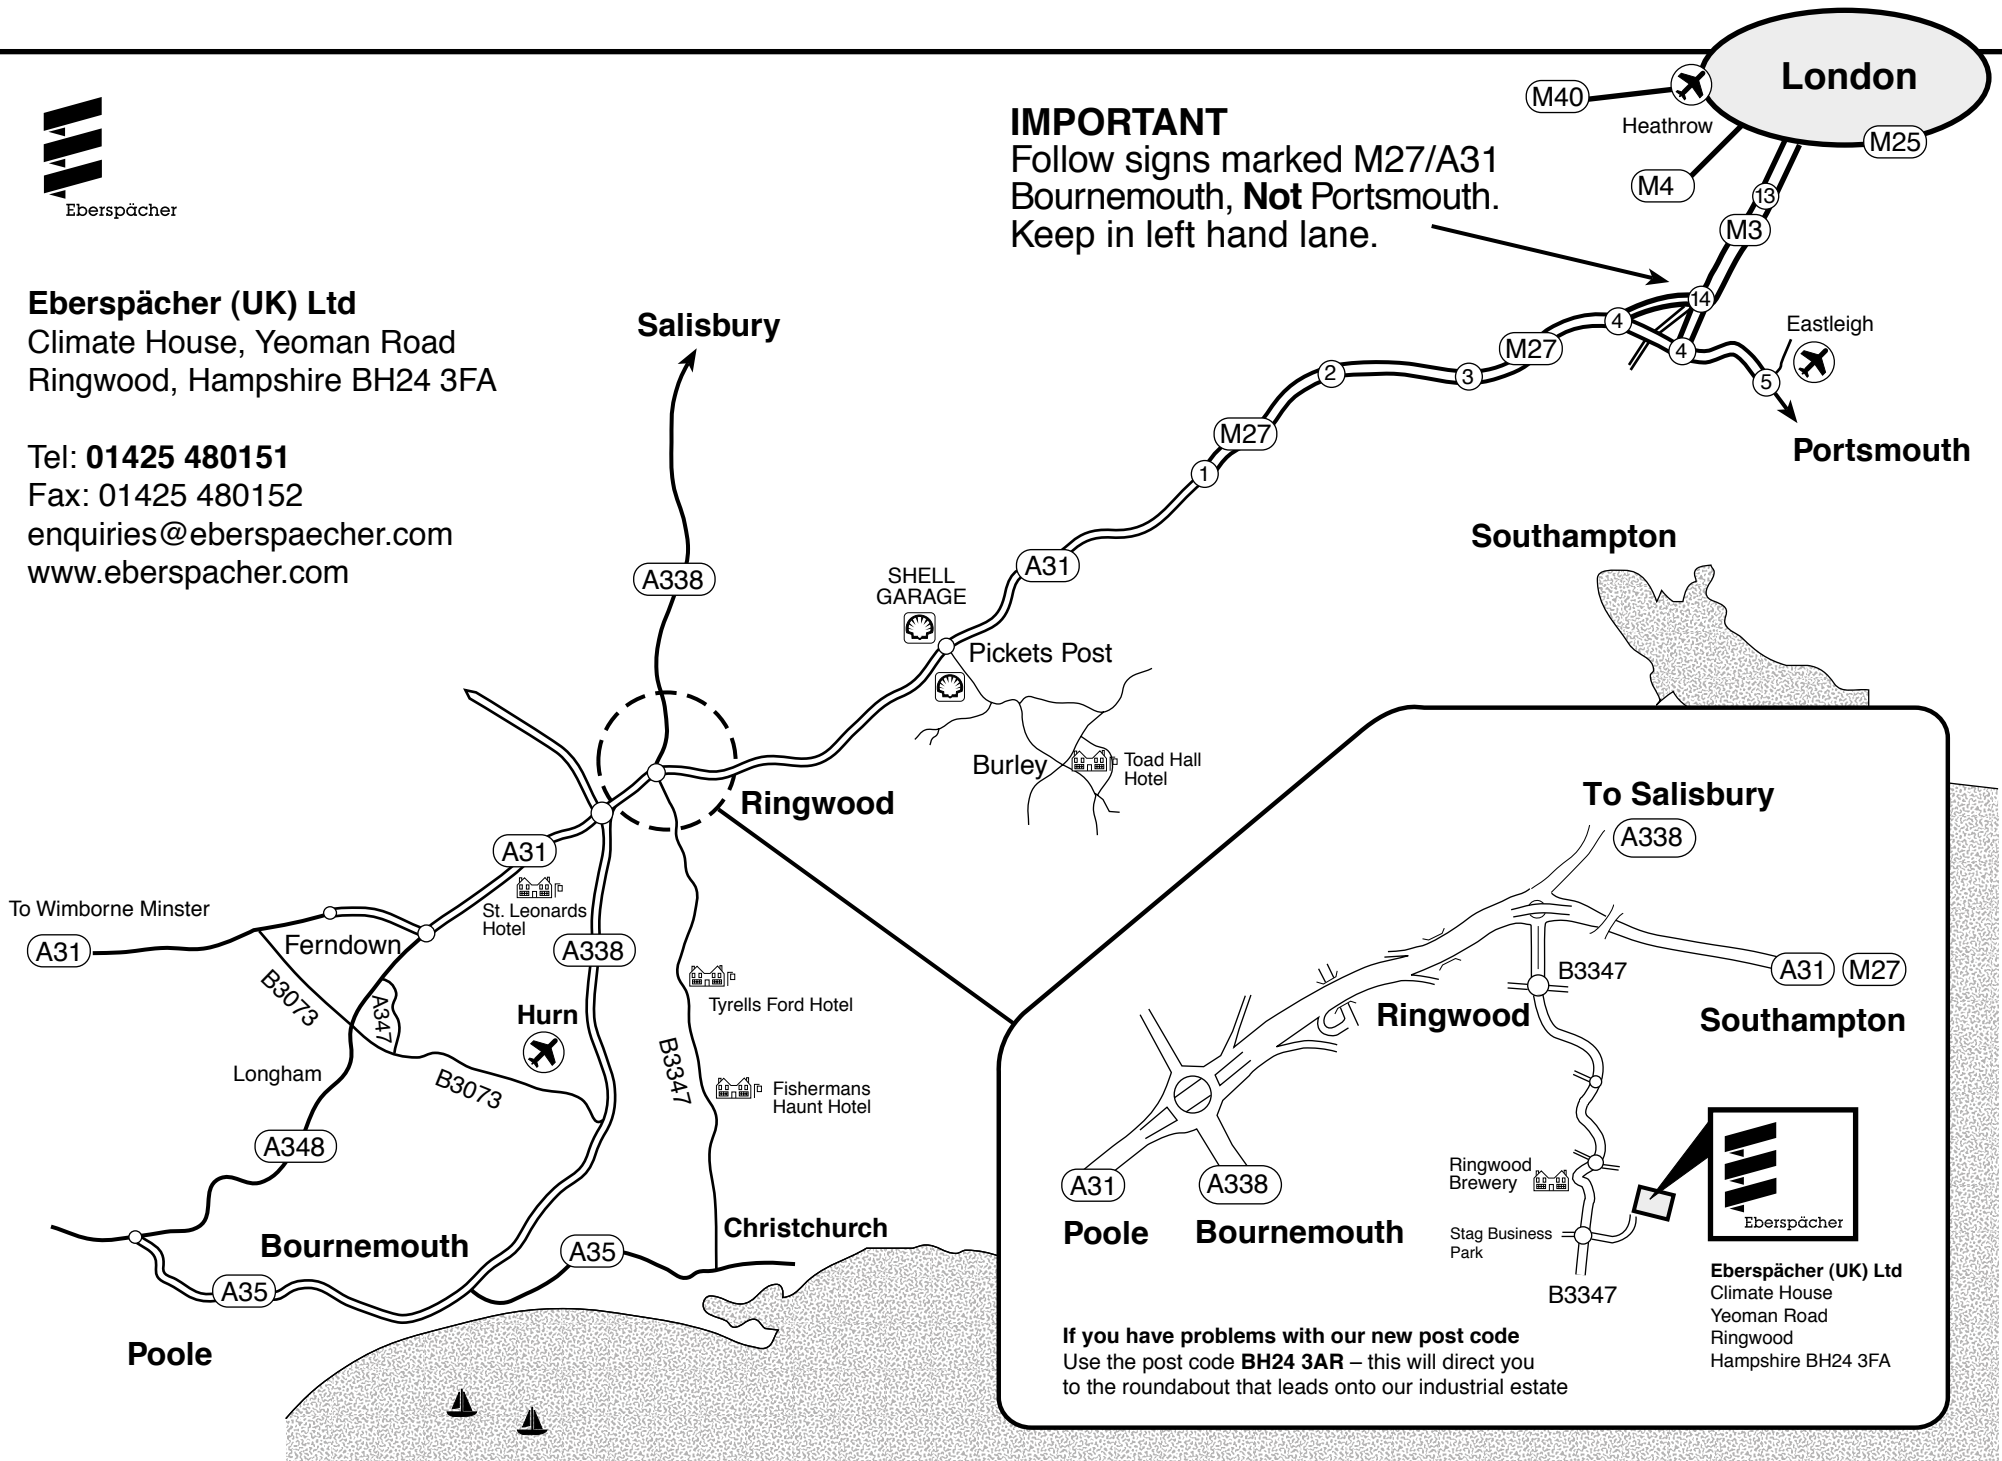 London
M40
Heathrow
M25
M4
13
M3
14
4
4
5
Eastleigh
Portsmouth
IMPORTANT
Follow signs marked M27/A31
Bournemouth, Not Portsmouth.
Keep in left hand lane.
Eberspächer
Eberspächer (UK) Ltd
Climate House, Yeoman Road
Ringwood, Hampshire BH24 3FA
Tel: 01425 480151
Fax: 01425 480152
enquiries@eberspaecher.com
www.eberspacher.com
Salisbury
A338
M27
3
2
M27
1
A31
SHELL
GARAGE
Pickets Post
Burley
Toad Hall
Hotel
Southampton
Ringwood
A31
St. Leonards
Hotel
To Wimborne Minster
A31
Ferndown
B3073
A347
A338
Hurn
Tyrells Ford Hotel
B3347
Fishermans
Haunt Hotel
Longham
B3073
A348
Bournemouth
A35
Christchurch
A35
Poole
To Salisbury
A338
B3347
A31
M27
Ringwood
Southampton
A31
A338
Poole
Bournemouth
Ringwood
Brewery
Stag Business
Park
B3347
Eberspächer
Eberspächer (UK) Ltd
Climate House
Yeoman Road
Ringwood
Hampshire BH24 3FA
If you have problems with our new post code
Use the post code BH24 3AR – this will direct you
to the roundabout that leads onto our industrial estate